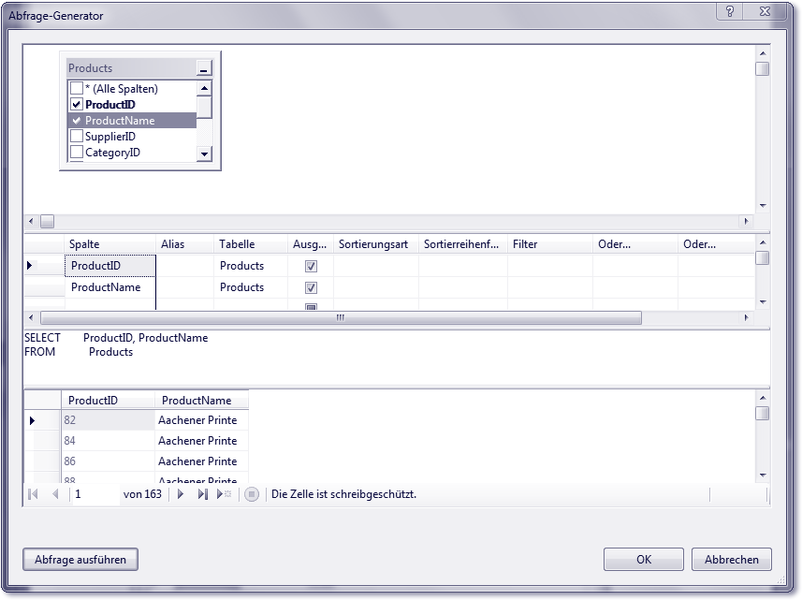 Abfrage-Generator
Products
* (Alle Spalten)
ProductID
ProductName
SupplierID
CategoryID
Spalte Alias Tabelle Ausg... Sortierungsart Sortierreihenf... Filter Oder... Oder...
ProductID Products
ProductName Products
SELECT ProductID, ProductName
FROM Products
ProductID ProductName
82 Aachener Printe
84 Aachener Printe
86 Aachener Printe
88 Aachener Printe
1 von 163 Die Zelle ist schreibgeschützt.
Abfrage ausführen OK Abbrechen